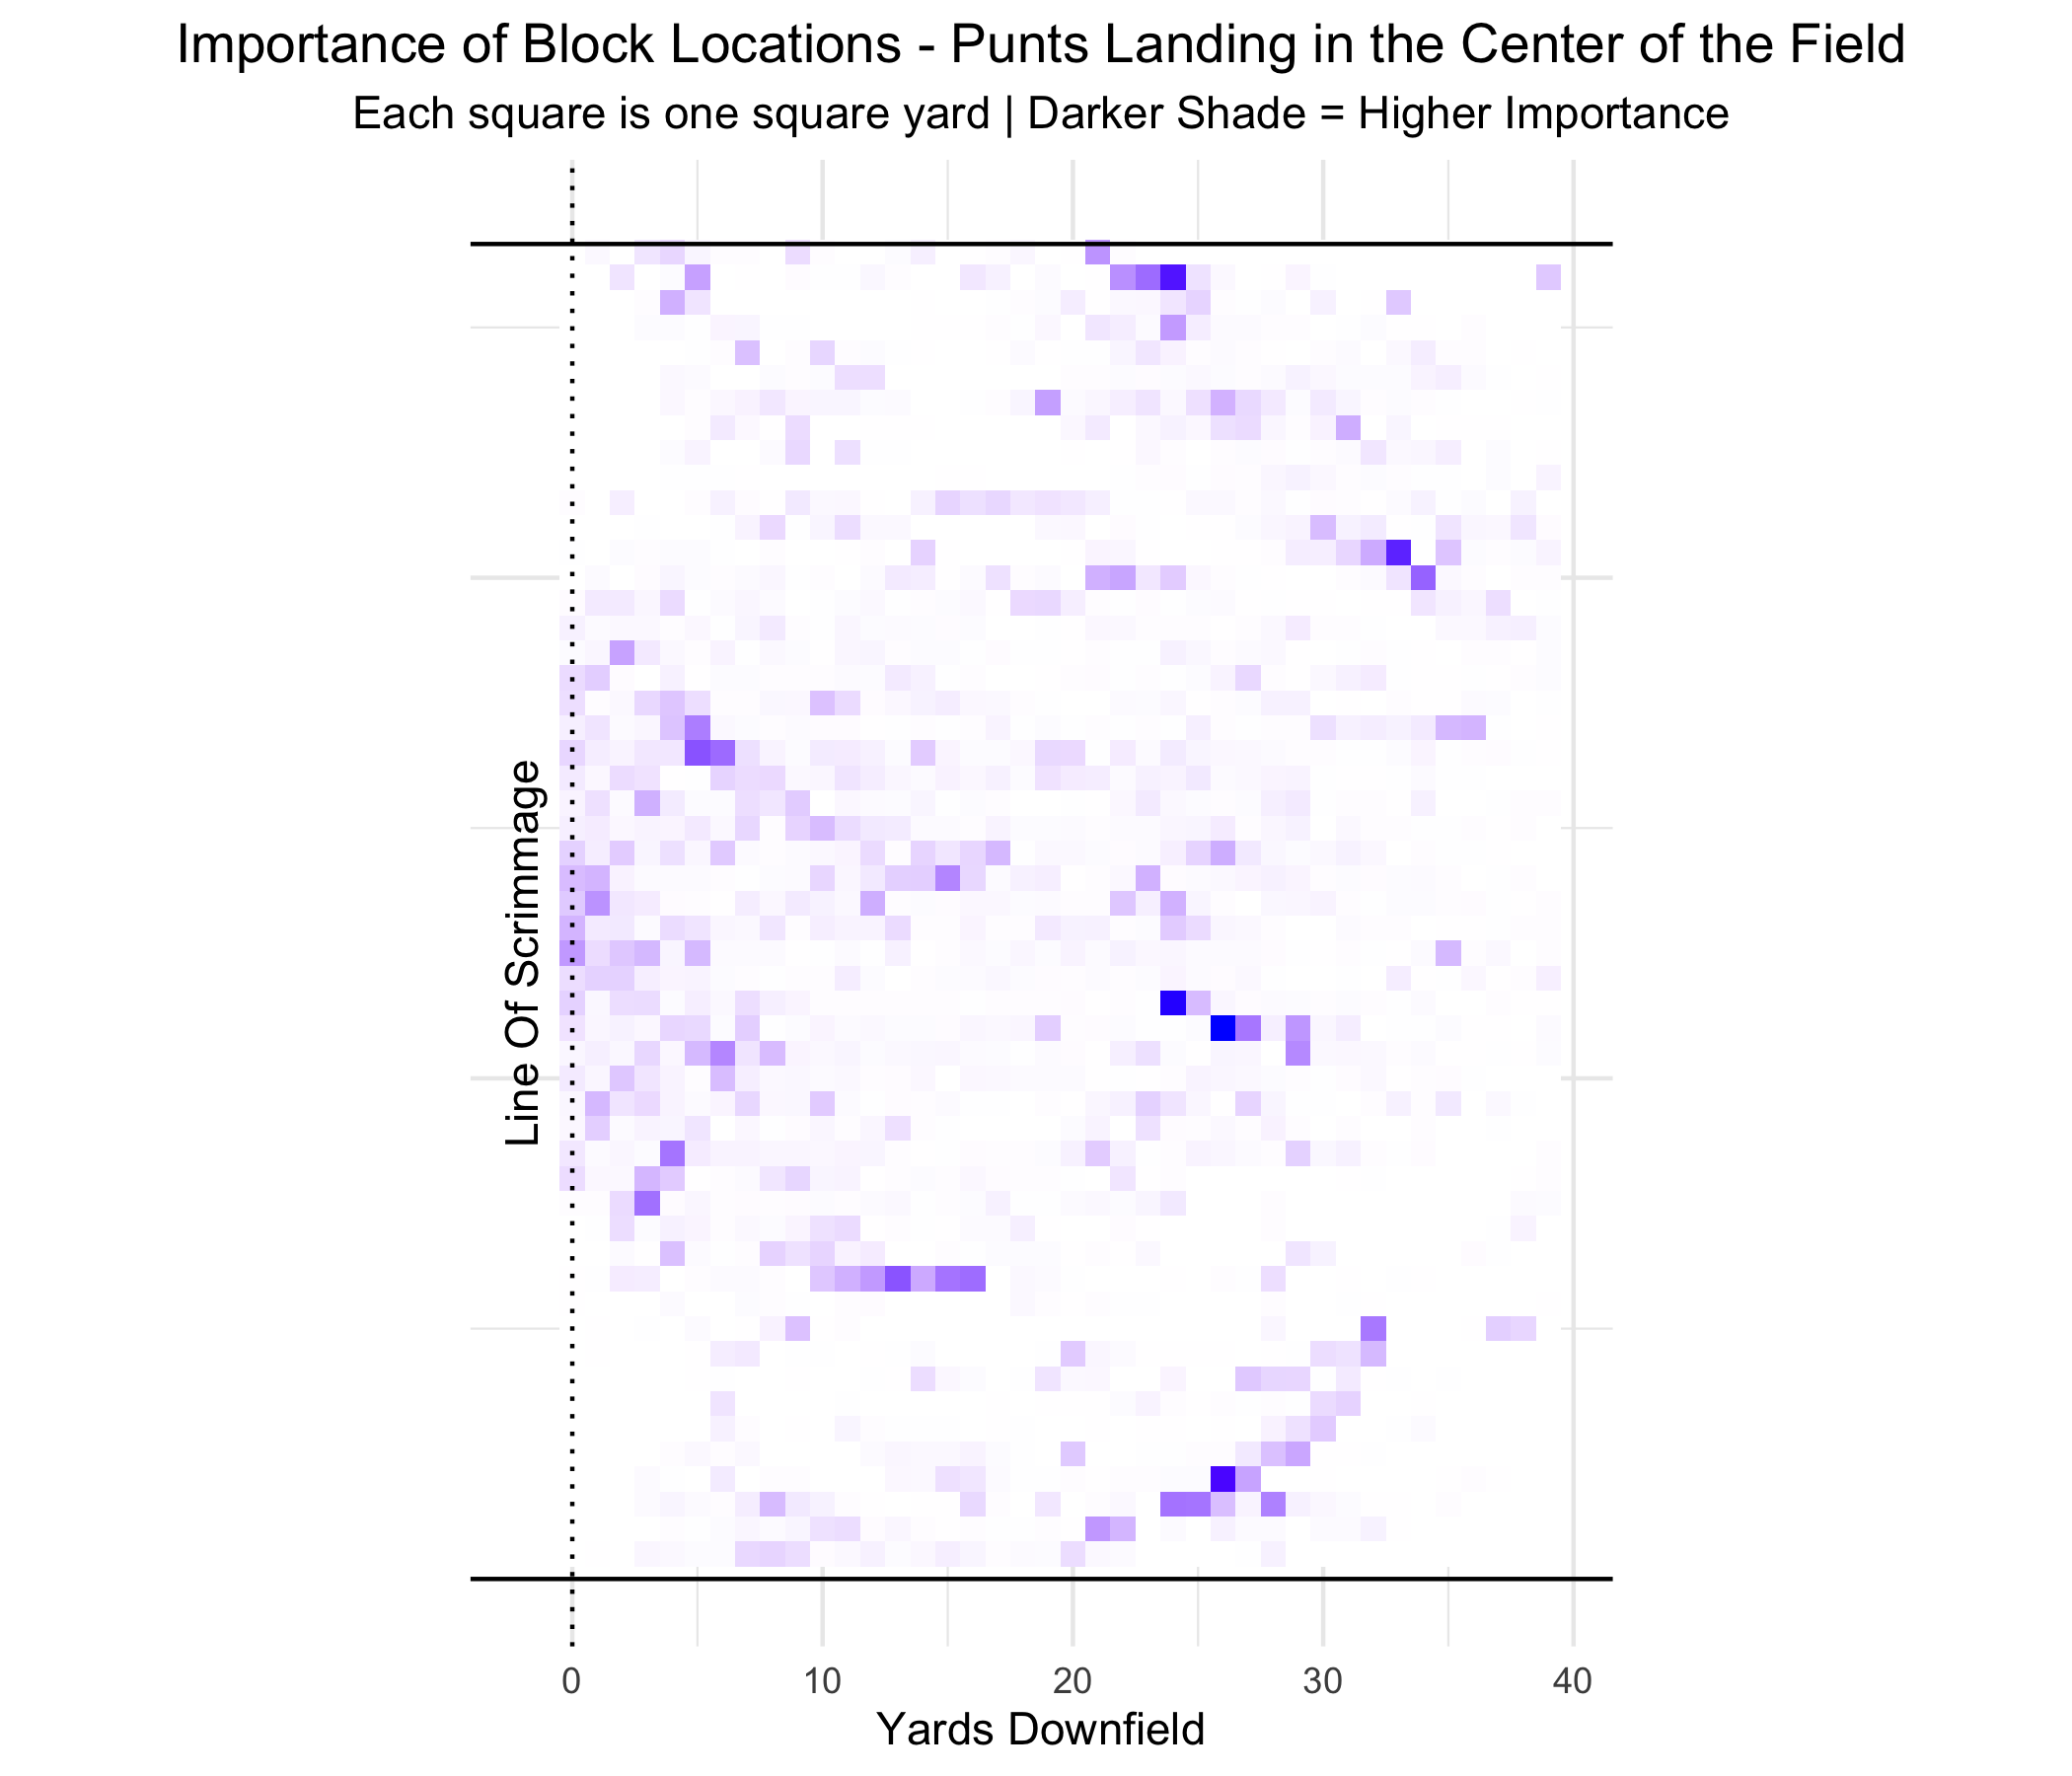 Importance of Block Locations - Punts Landing in the Center of the Field
Each square is one square yard | Darker Shade = Higher Importance
Line Of Scrimmage
0 10 20 30 40
Yards Downfield